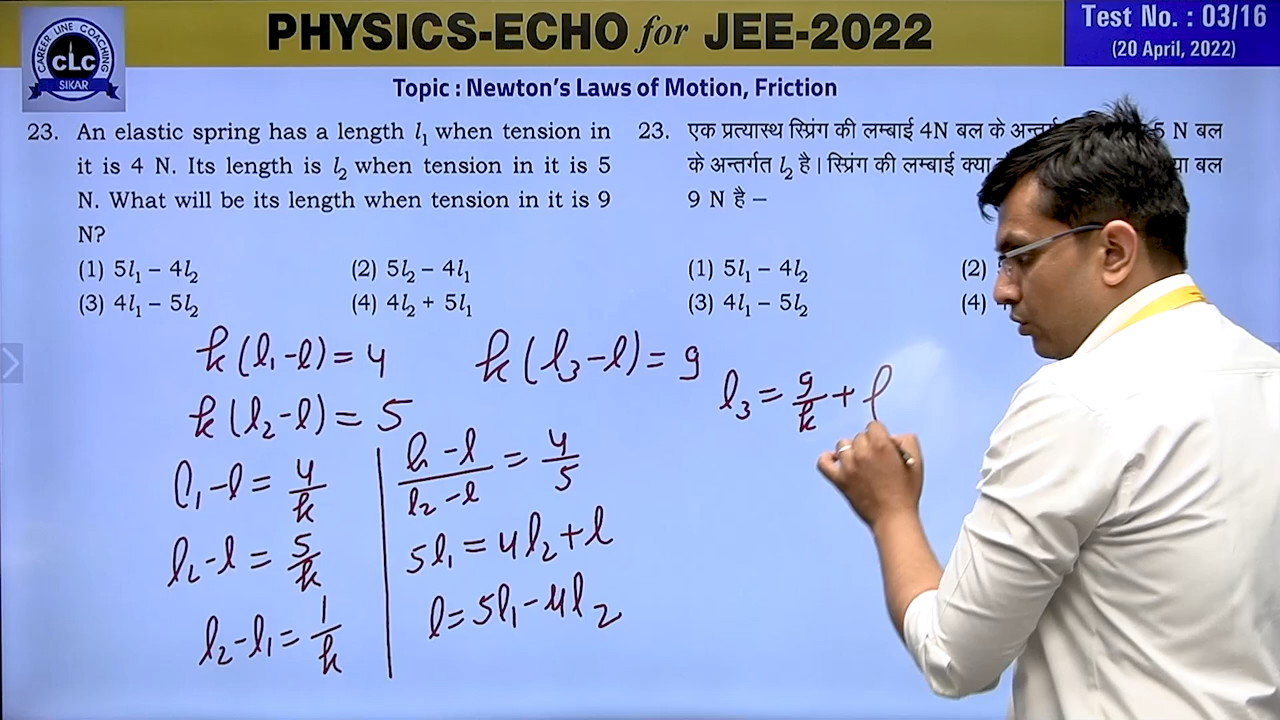 PHYSICS-ECHO for JEE-2022
Test No. : 03/16
(20 April, 2022)
CAREER LINE COACHING
CLC
SIKAR
Topic : Newton's Laws of Motion, Friction
23. An elastic spring has a length l₁ when tension in
it is 4 N. Its length is l₂ when tension in it is 5
N. What will be its length when tension in it is 9
N?
(1) 5l₁ – 4l₂ (2) 5l₂ – 4l₁
(3) 4l₁ – 5l₂ (4) 4l₂ + 5l₁
23. एक प्रत्यास्थ स्प्रिंग की लम्बाई 4N बल के 5 N बल
के अन्तर्गत l₂ है। स्प्रिंग की लम्बाई क्या बल
9 N है –
(1) 5l₁ – 4l₂ (2)
(3) 4l₁ – 5l₂ (4)
k(l₁-l) = 4
k(l₂-l) = 5
l₁-l = 4/k
l₂-l = 5/k
l₂-l₁ = 1/k
l₁-l/l₂-l = 4/5
5l₁ = 4l₂+l
l = 5l₁-4l₂
k(l₃-l) = 9
l₃ = 9/k + l